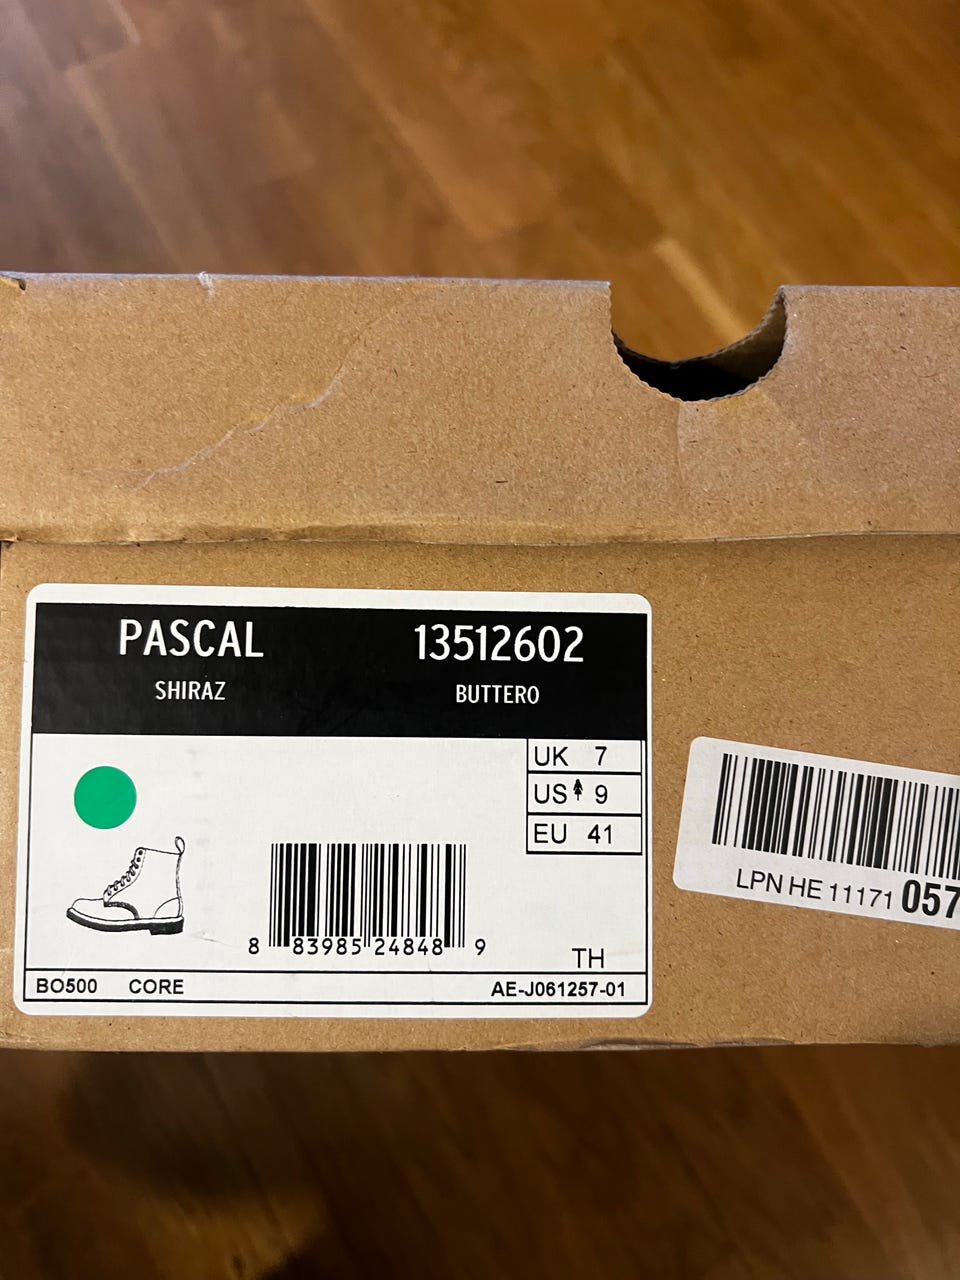 PASCAL 13512602
SHIRAZ BUTTERO
UK 7
US 9
EU 41
8 83985 24848 9
TH
BO500 CORE AE-J061257-01
LPN HE 11171 057